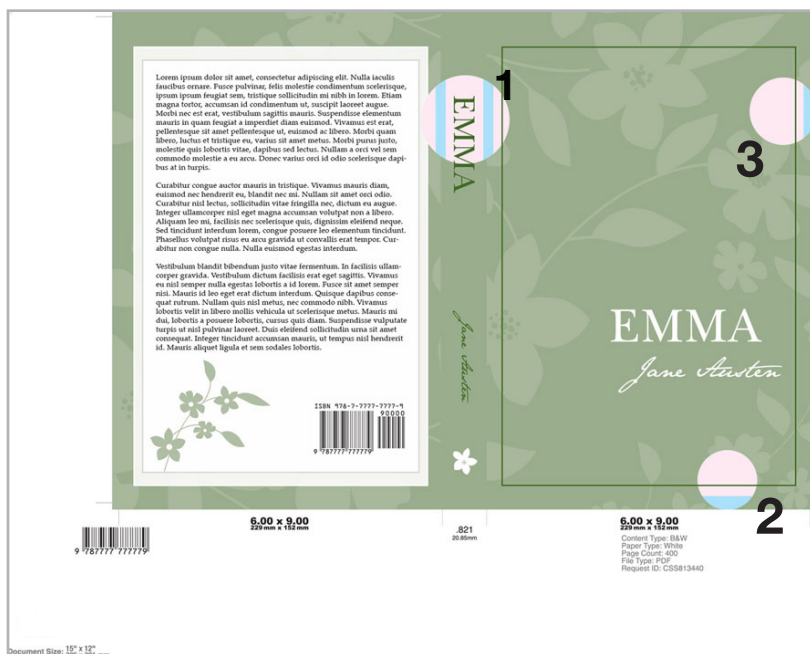 Lorem ipsum dolor sit amet, consectetur adipiscing elit. Nulla iaculis
faucibus ornare. Fusce pulvinar, felis molestie condimentum scelerisque,
ipsum ipsum feugiat sem, tristique sollicitudin mi nibh in lorem. Etiam
magna tortor, accumsan id condimentum ut, suscipit laoreet augue.
Morbi nec est erat, vestibulum sagittis mauris. Suspendisse elementum
mauris in quam feugiat a imperdiet diam euismod. Vivamus est erat,
pellentesque sit amet pellentesque ut, euismod ac libero. Morbi quam
libero, luctus et tristique eu, varius sit amet metus. Morbi purus justo,
molestie quis lobortis vitae, dapibus sed lectus. Nullam a orci vel sem
commodo molestie a eu arcu. Donec varius orci id odio scelerisque dapi-
bus at in turpis.
Curabitur congue auctor mauris in tristique. Vivamus mauris diam,
euismod nec hendrerit eu, blandit nec mi. Nullam sit amet orci odio.
Curabitur nisl lectus, sollicitudin vitae fringilla nec, dictum eu augue.
Integer ullamcorper nisl eget magna accumsan volutpat non a libero.
Aliquam leo mi, facilisis nec scelerisque quis, dignissim eleifend neque.
Sed tincidunt interdum lorem, congue posuere leo elementum tincidunt.
Phasellus volutpat risus eu arcu gravida ut convallis erat tempor. Cur-
abitur non congue nulla. Nulla euismod egestas interdum.
Vestibulum blandit bibendum justo vitae fermentum. In facilisis ullam-
corper gravida. Vestibulum dictum facilisis erat eget sagittis. Vivamus
eu nisl semper nulla egestas lobortis a id lorem. Fusce sit amet semper
nisi. Mauris id leo eget erat dictum interdum. Quisque dapibus conse-
quat rutrum. Nullam quis nisl metus, nec commodo nibh. Vivamus
lobortis velit in libero mollis vehicula ut scelerisque metus. Mauris mi
dui, lobortis a posuere lobortis, cursus quis diam. Suspendisse vulputate
turpis ut nisl pulvinar laoreet. Duis eleifend sollicitudin urna sit amet
consequat. Integer tincidunt accumsan mauris, ut tempus nisl hendrerit
id. Mauris aliquet ligula et sem sodales lobortis.
ISBN 978-7-7777-7777-9
90000
9 787777 777779
1
EMMA
Jane Austen
3
EMMA
Jane Austen
2
6.00 x 9.00
229 mm x 152 mm
.821
20.85mm
6.00 x 9.00
229 mm x 152 mm
Content Type: B&W
Paper Type: White
Page Count: 400
File Type: PDF
Request ID: CSS813440
9 787777 777779
Document Size: 15" x 12"